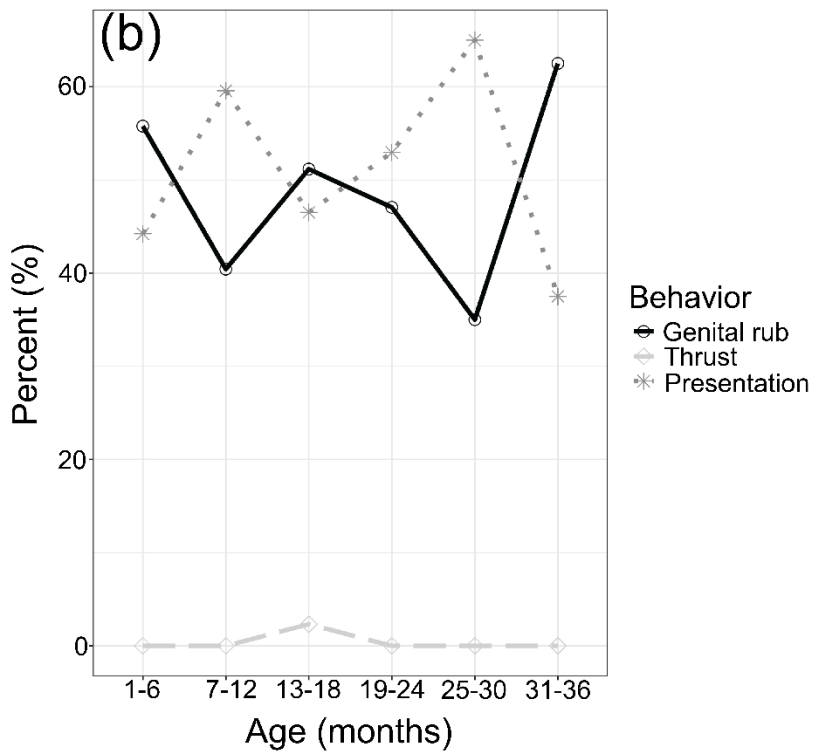 (b)
Percent (%)
60
40
20
0
1-6 7-12 13-18 19-24 25-30 31-36
Age (months)
Behavior
Genital rub
Thrust
Presentation